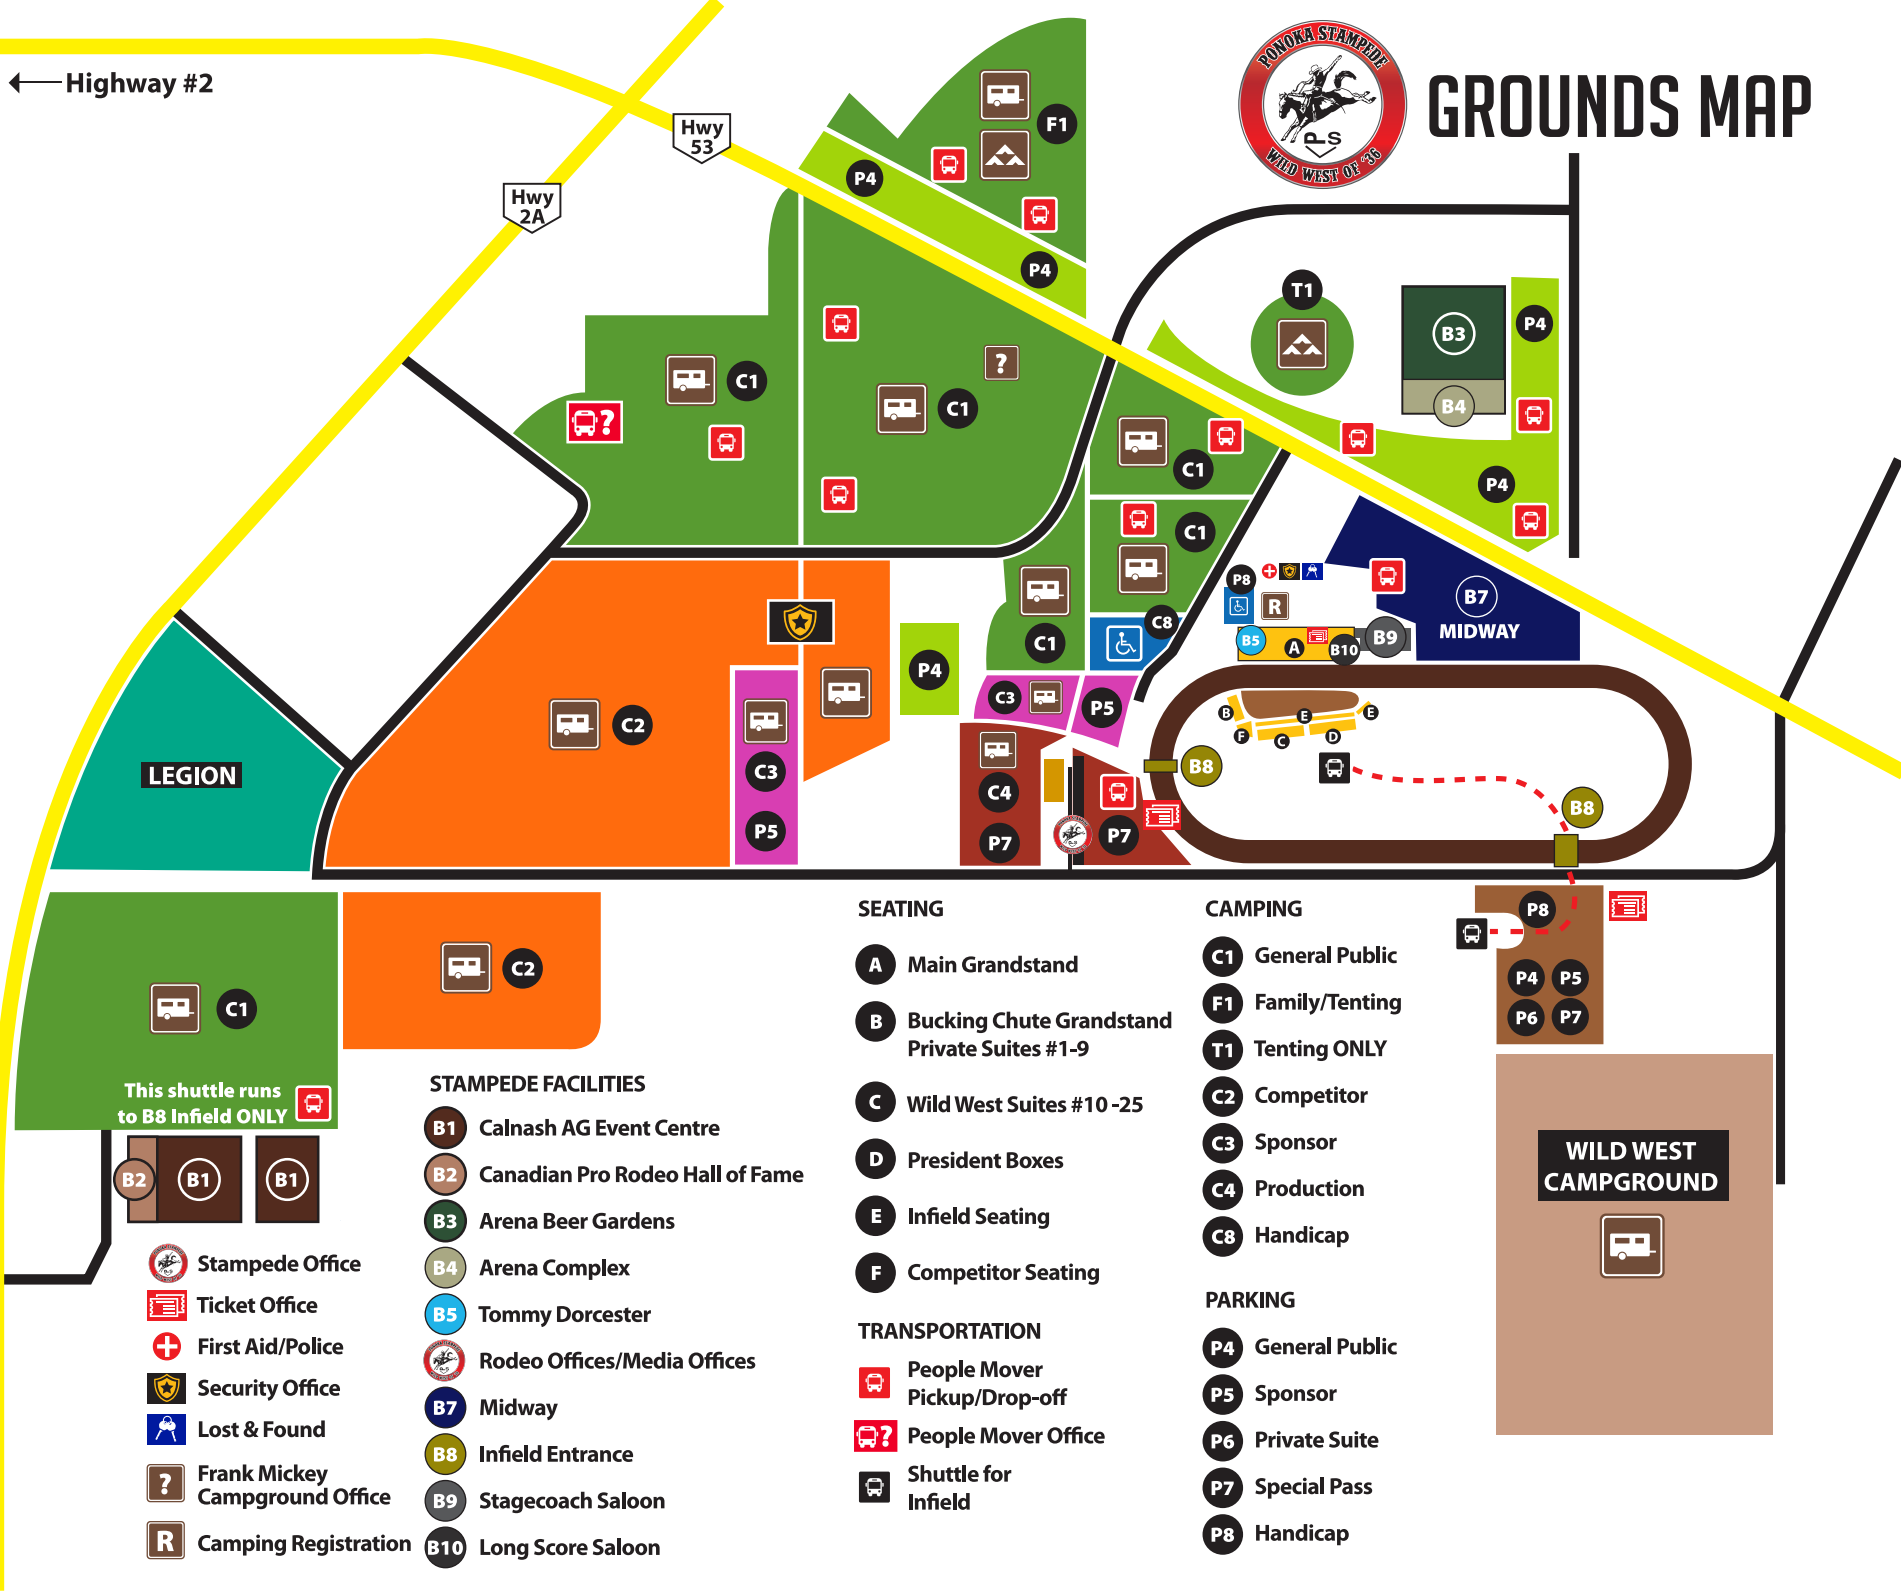 PONOKA STAMPEDE
PS
WILD WEST OF '36
GROUNDS MAP
Highway #2
Hwy
53
Hwy
2A
F1
P4
P4
T1
B3
B4
P4
P4
C1
?
C1
?
C1
C1
C1
C8
P8
R
B5
A
B10
B9
B7
MIDWAY
C2
P4
C3
P5
C3
P5
C4
P7
P7
B
E
E
F
C
D
B8
B8
LEGION
C1
This shuttle runs
to B8 Infield ONLY
C2
B2
B1
B1
P8
P4
P5
P6
P7
WILD WEST
CAMPGROUND
Stampede Office
Ticket Office
First Aid/Police
Security Office
Lost & Found
? Frank Mickey
Campground Office
R Camping Registration
STAMPEDE FACILITIES
B1 Calnash AG Event Centre
B2 Canadian Pro Rodeo Hall of Fame
B3 Arena Beer Gardens
B4 Arena Complex
B5 Tommy Dorcester
Rodeo Offices/Media Offices
B7 Midway
B8 Infield Entrance
B9 Stagecoach Saloon
B10 Long Score Saloon
SEATING
A Main Grandstand
B Bucking Chute Grandstand
Private Suites #1-9
C Wild West Suites #10 -25
D President Boxes
E Infield Seating
F Competitor Seating
TRANSPORTATION
People Mover
Pickup/Drop-off
? People Mover Office
Shuttle for
Infield
CAMPING
C1 General Public
F1 Family/Tenting
T1 Tenting ONLY
C2 Competitor
C3 Sponsor
C4 Production
C8 Handicap
PARKING
P4 General Public
P5 Sponsor
P6 Private Suite
P7 Special Pass
P8 Handicap